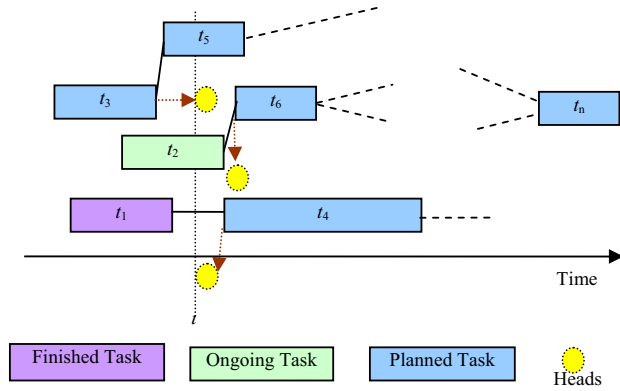 t5
t3
t6
tn
t2
t1
t4
Time
t
Finished Task
Ongoing Task
Planned Task
Heads